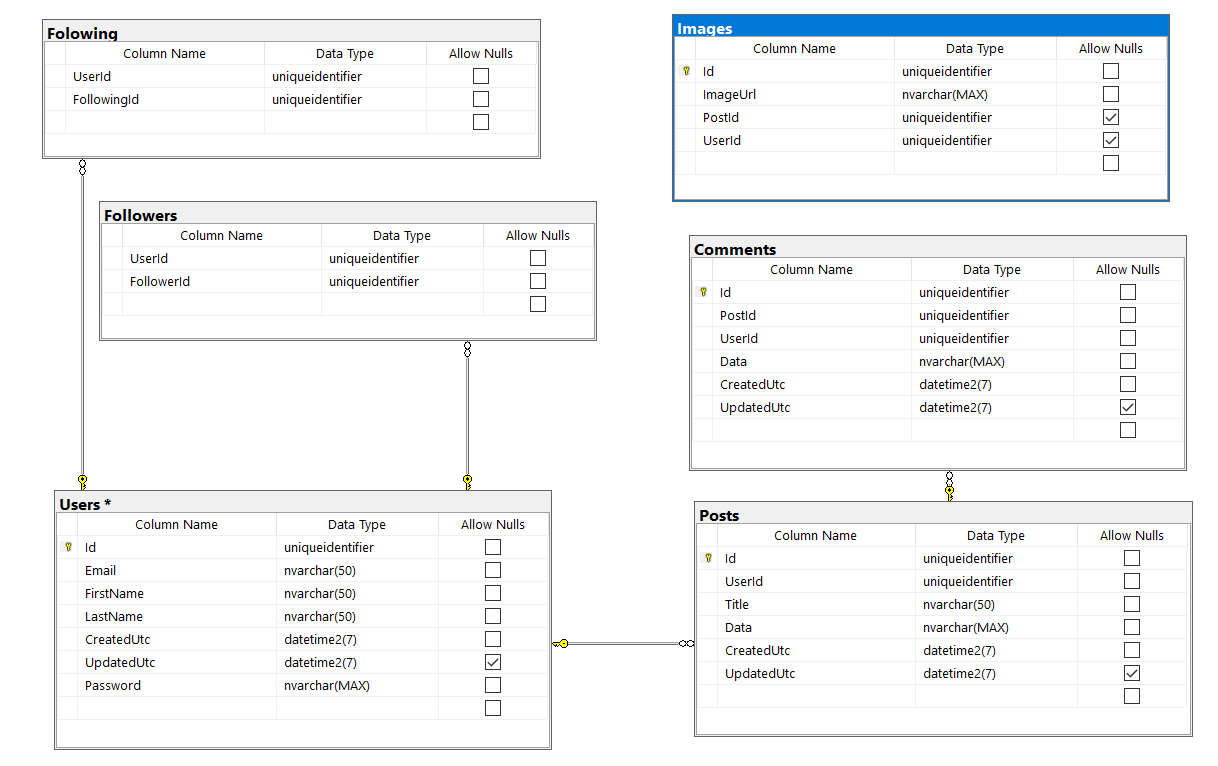 Folowing
Column Name Data Type Allow Nulls
UserId uniqueidentifier
FollowingId uniqueidentifier
Followers
Column Name Data Type Allow Nulls
UserId uniqueidentifier
FollowerId uniqueidentifier
Users *
Column Name Data Type Allow Nulls
Id uniqueidentifier
Email nvarchar(50)
FirstName nvarchar(50)
LastName nvarchar(50)
CreatedUtc datetime2(7)
UpdatedUtc datetime2(7)
Password nvarchar(MAX)
Images
Column Name Data Type Allow Nulls
Id uniqueidentifier
ImageUrl nvarchar(MAX)
PostId uniqueidentifier
UserId uniqueidentifier
Comments
Column Name Data Type Allow Nulls
Id uniqueidentifier
PostId uniqueidentifier
UserId uniqueidentifier
Data nvarchar(MAX)
CreatedUtc datetime2(7)
UpdatedUtc datetime2(7)
Posts
Column Name Data Type Allow Nulls
Id uniqueidentifier
UserId uniqueidentifier
Title nvarchar(50)
Data nvarchar(MAX)
CreatedUtc datetime2(7)
UpdatedUtc datetime2(7)